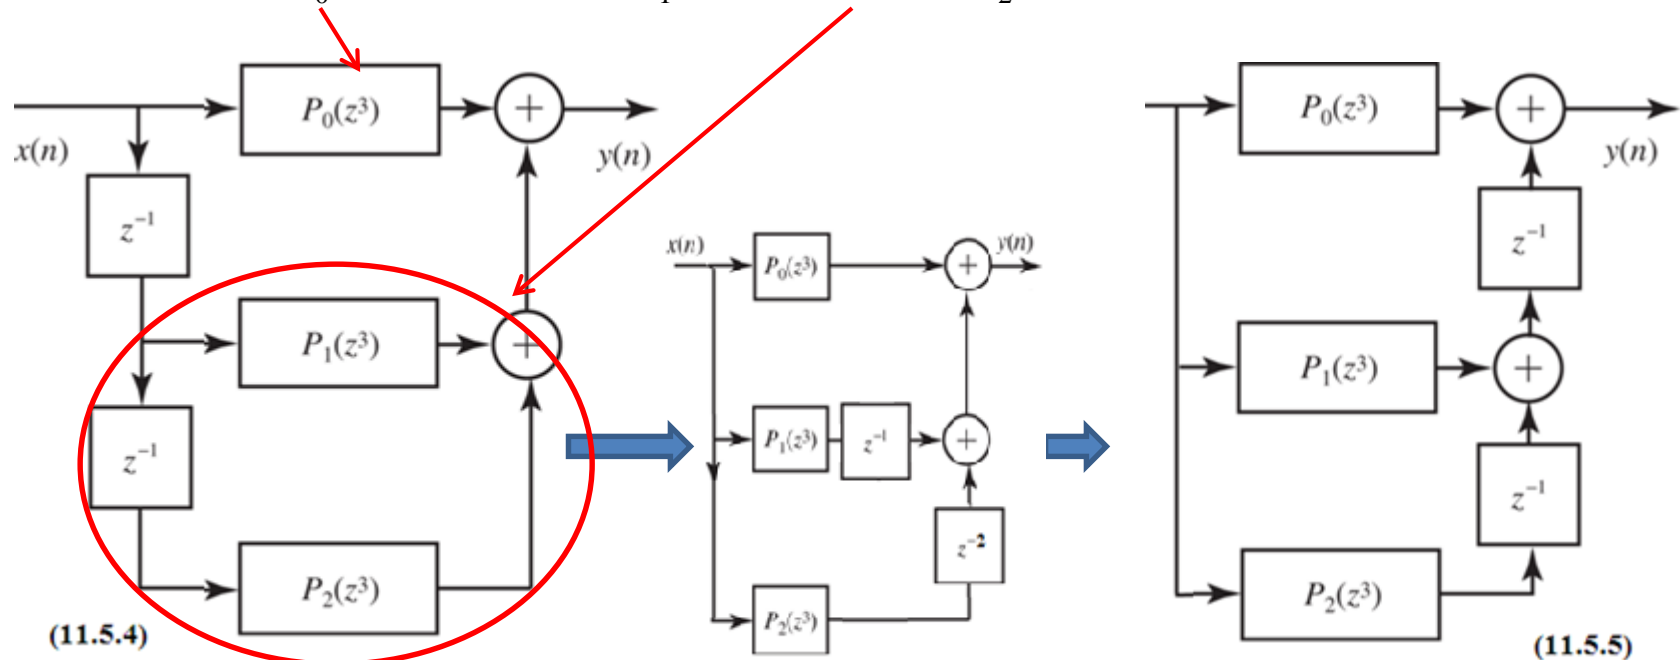 P₀(z³)
+
x(n)
y(n)
z⁻¹
P₁(z³)
+
z⁻¹
P₂(z³)
(11.5.4)
x(n)
y(n)
P₀(z³)
+
P₁(z³)
z⁻¹
+
z⁻²
P₂(z³)
P₀(z³)
+
y(n)
z⁻¹
P₁(z³)
+
z⁻¹
P₂(z³)
(11.5.5)